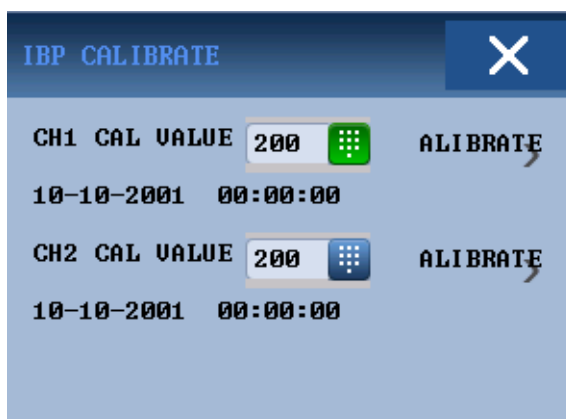 IBP CALIBRATE
CH1 CAL VALUE 200 ALIBRATE
10-10-2001 00:00:00
CH2 CAL VALUE 200 ALIBRATE
10-10-2001 00:00:00